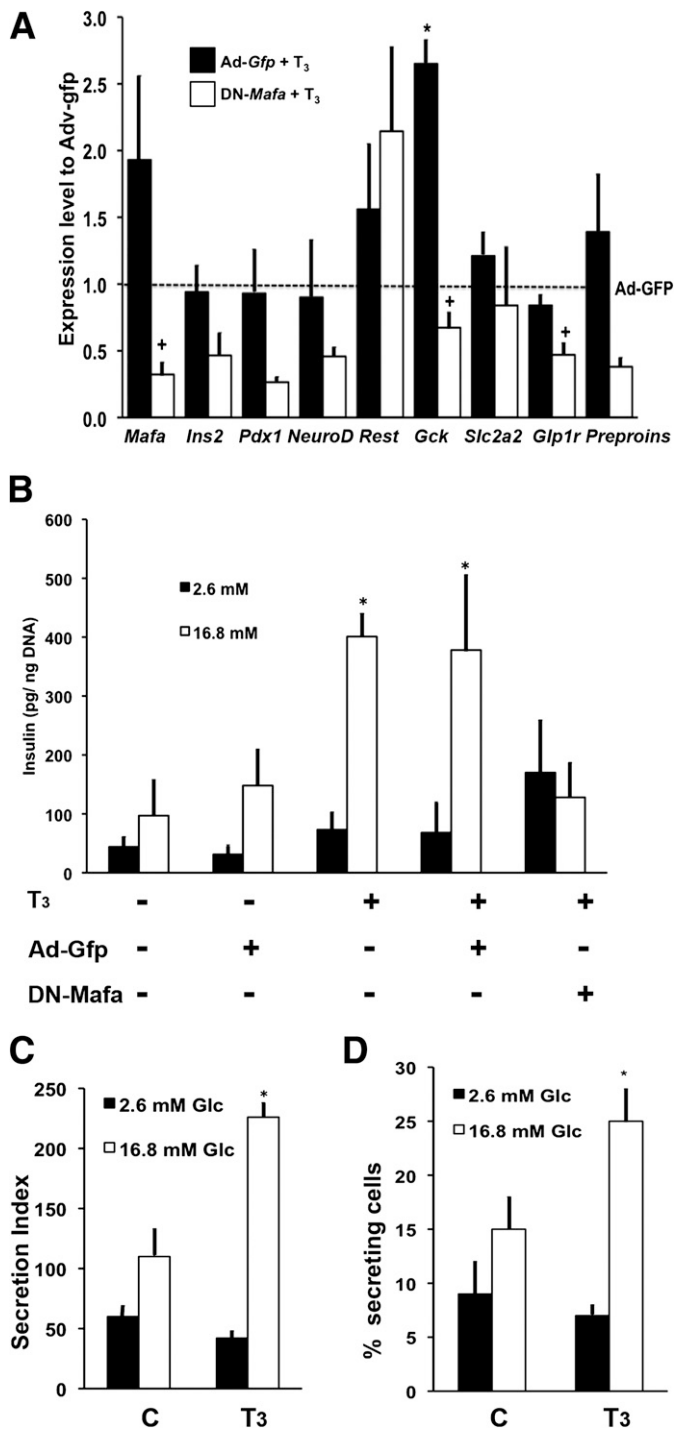 A
Expression level to Adv-gfp
3.0
2.5
2.0
1.5
1.0
0.5
0.0
Ad-Gfp + T3
DN-Mafa + T3
*
+
+
+
Ad-GFP
Mafa Ins2 Pdx1 NeuroD Rest Gck Slc2a2 Glp1r Preproins
B
Insulin (pg/ ng DNA)
600
500
400
300
200
100
0
2.6 mM
16.8 mM
*
*
T3 - - + + +
Ad-Gfp - + - + -
DN-Mafa - - - - +
C
Secretion Index
250
200
150
100
50
0
2.6 mM Glc
16.8 mM Glc
*
C T3
D
% secreting cells
30
25
20
15
10
5
0
2.6 mM Glc
16.8 mM Glc
*
C T3